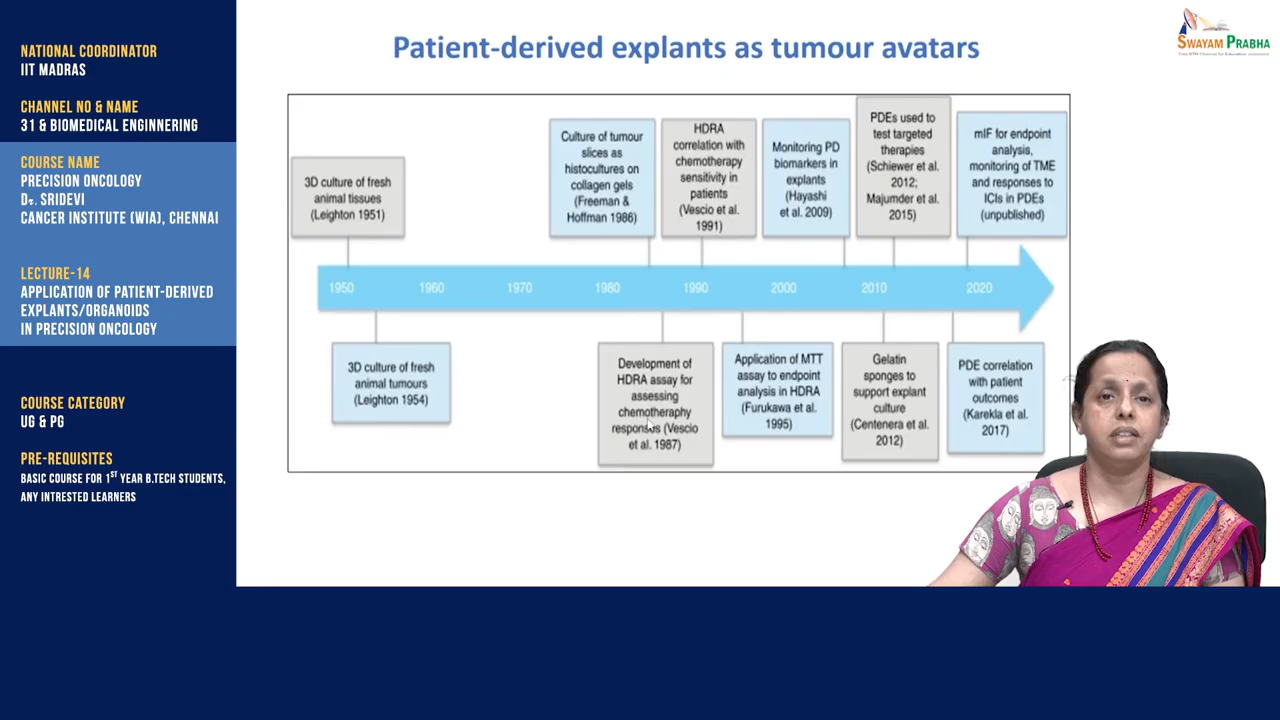 NATIONAL COORDINATOR
IIT MADRAS
CHANNEL NO & NAME
31 & BIOMEDICAL ENGINNERING
COURSE NAME
PRECISION ONCOLOGY
Dr. SRIDEVI
CANCER INSTITUTE (WIA), CHENNAI
LECTURE-14
APPLICATION OF PATIENT-DERIVED
EXPLANTS/ORGANOIDS
IN PRECISION ONCOLOGY
COURSE CATEGORY
UG & PG
PRE-REQUISITES
BASIC COURSE FOR 1ST YEAR B.TECH STUDENTS,
ANY INTRESTED LEARNERS
Patient-derived explants as tumour avatars
SWAYAM PRABHA
3D culture of fresh
animal tissues
(Leighton 1951)
Culture of tumour
slices as
histocultures on
collagen gels
(Freeman &
Hoffman 1986)
HDRA
correlation with
chemotherapy
sensitivity in
patients
(Vescio et al.
1991)
Monitoring PD
biomarkers in
explants
(Hayashi
et al. 2009)
PDEs used to
test targeted
therapies
(Schiewer et al.
2012;
Majumder et al.
2015)
mIF for endpoint
analysis,
monitoring of TME
and responses to
ICIs in PDEs
(unpublished)
1950 1960 1970 1980 1990 2000 2010 2020
3D culture of fresh
animal tumours
(Leighton 1954)
Development of
HDRA assay for
assessing
chemotheraphy
responses (Vescio
et al. 1987)
Application of MTT
assay to endpoint
analysis in HDRA
(Furukawa et al.
1995)
Gelatin
sponges to
support explant
culture
(Centenera et al.
2012)
PDE correlation
with patient
outcomes
(Karekla et al.
2017)